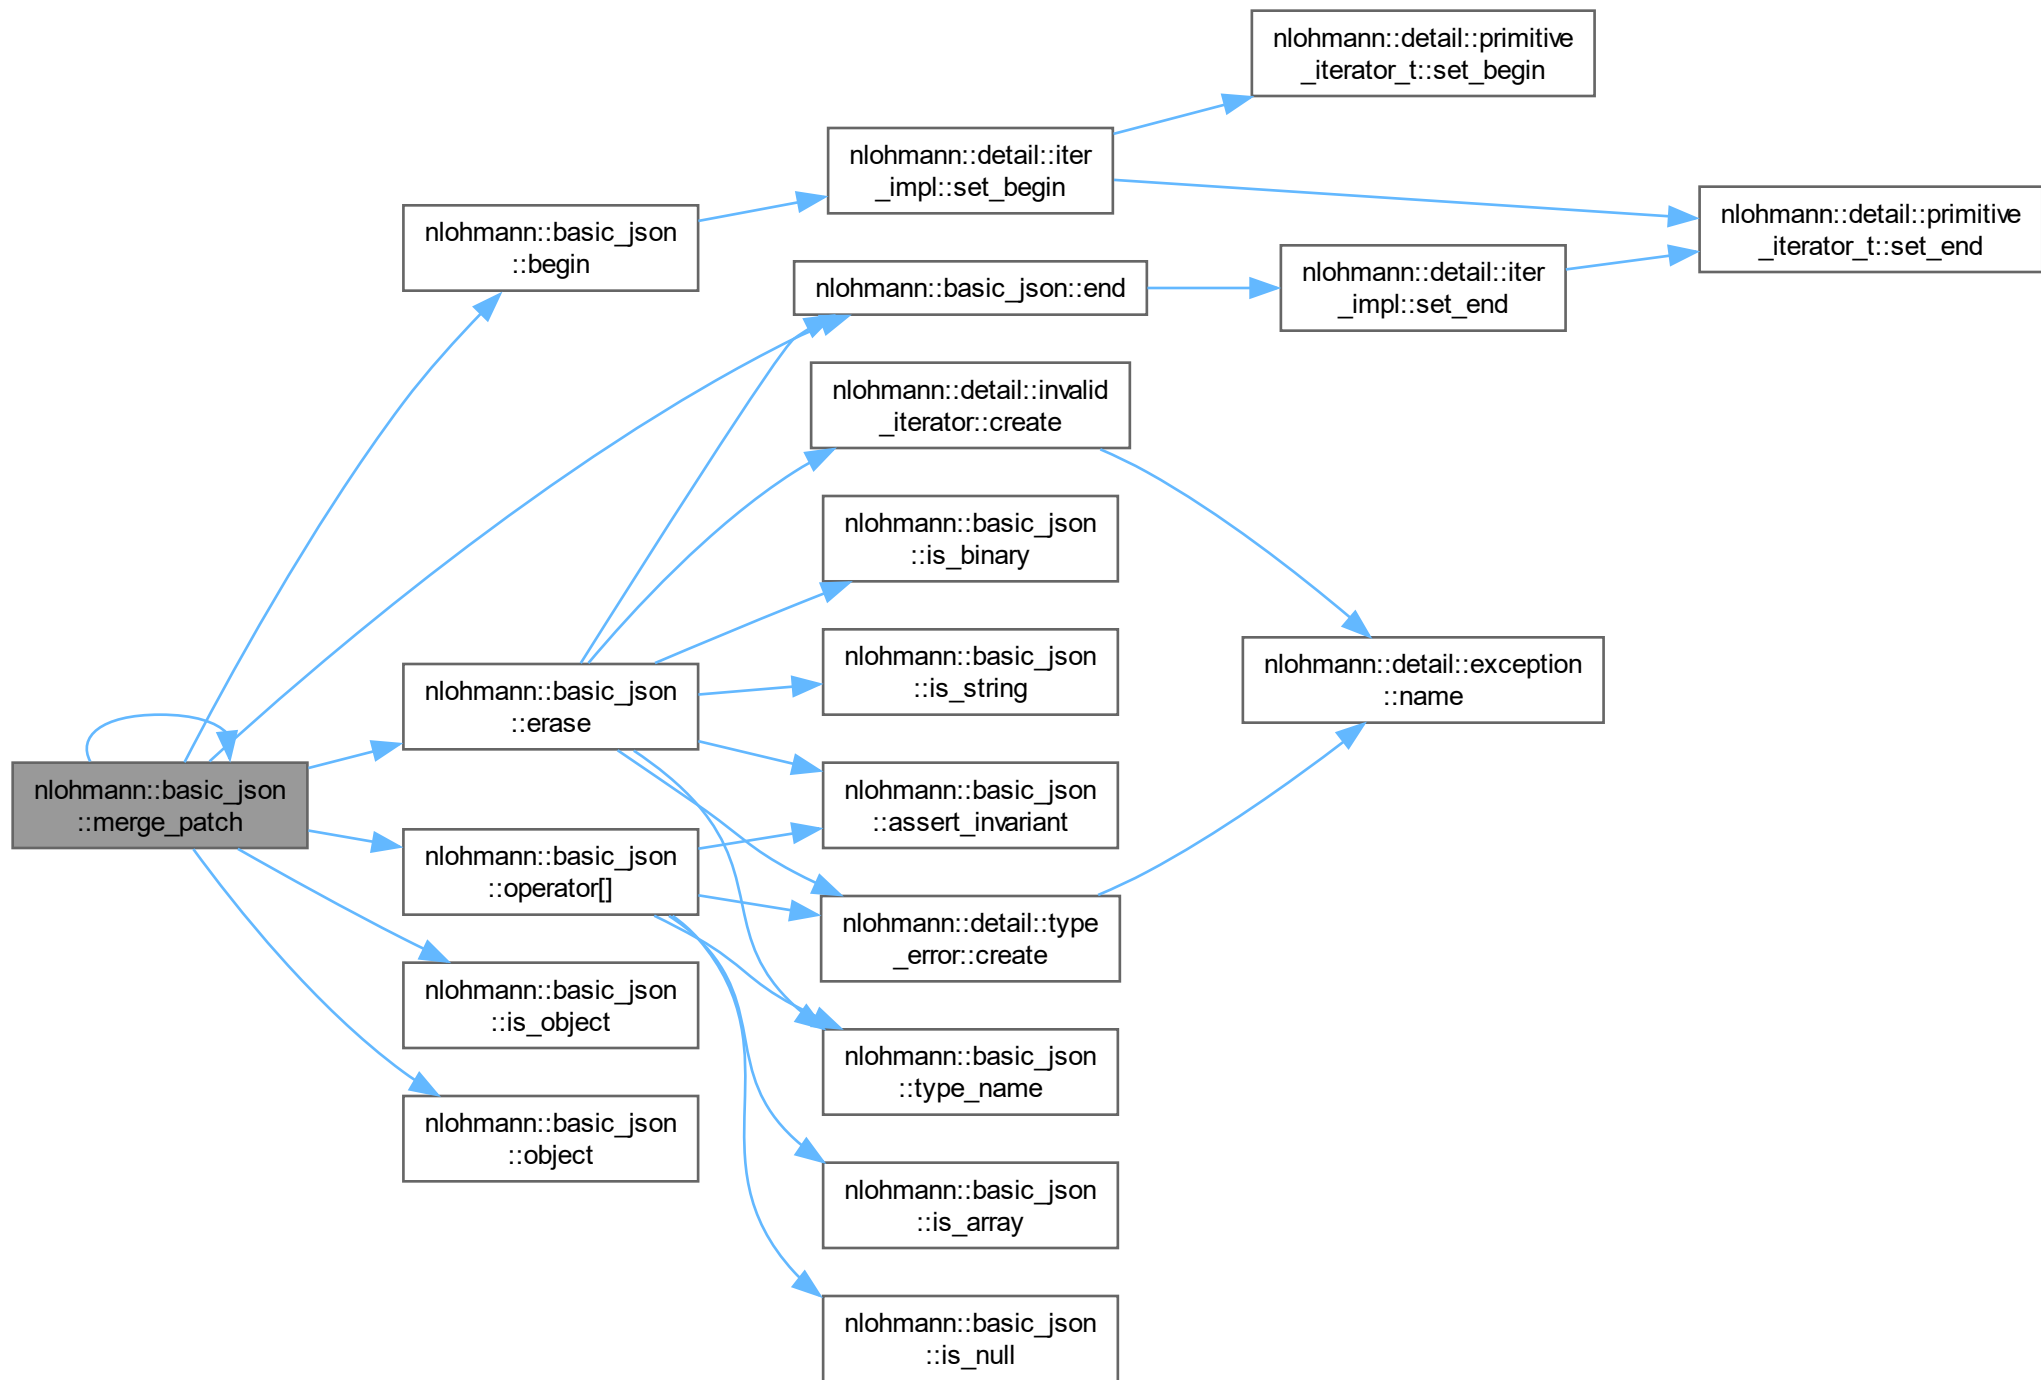 nlohmann::detail::primitive
_iterator_t::set_begin
nlohmann::detail::iter
_impl::set_begin
nlohmann::detail::primitive
_iterator_t::set_end
nlohmann::basic_json
::begin
nlohmann::basic_json::end
nlohmann::detail::iter
_impl::set_end
nlohmann::detail::invalid
_iterator::create
nlohmann::basic_json
::is_binary
nlohmann::basic_json
::is_string
nlohmann::detail::exception
::name
nlohmann::basic_json
::erase
nlohmann::basic_json
::merge_patch
nlohmann::basic_json
::assert_invariant
nlohmann::basic_json
::operator[]
nlohmann::detail::type
_error::create
nlohmann::basic_json
::is_object
nlohmann::basic_json
::type_name
nlohmann::basic_json
::object
nlohmann::basic_json
::is_array
nlohmann::basic_json
::is_null